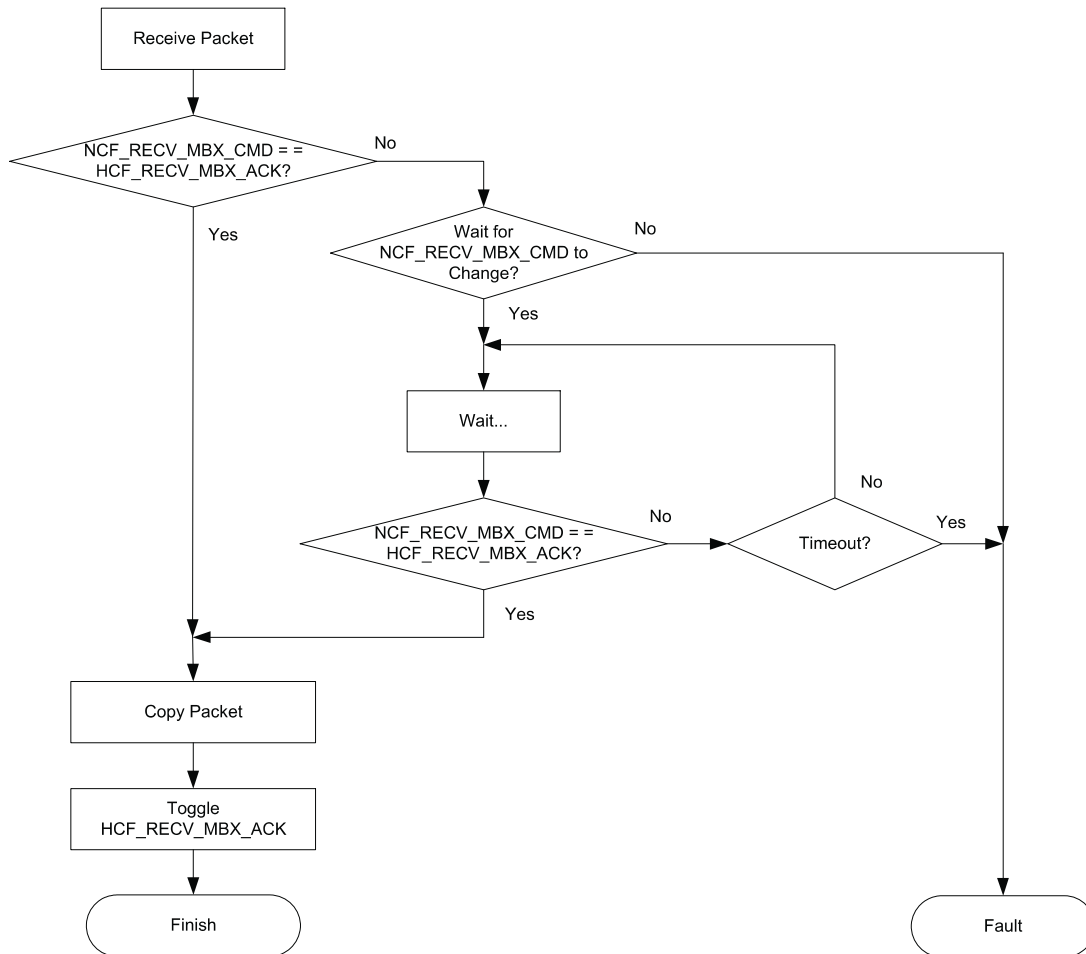 Receive Packet
NCF_RECV_MBX_CMD = =
HCF_RECV_MBX_ACK?
No
Yes
Wait for
NCF_RECV_MBX_CMD to
Change?
No
Yes
Wait...
NCF_RECV_MBX_CMD = =
HCF_RECV_MBX_ACK?
No
Yes
Timeout?
No
Yes
Copy Packet
Toggle
HCF_RECV_MBX_ACK
Finish
Fault